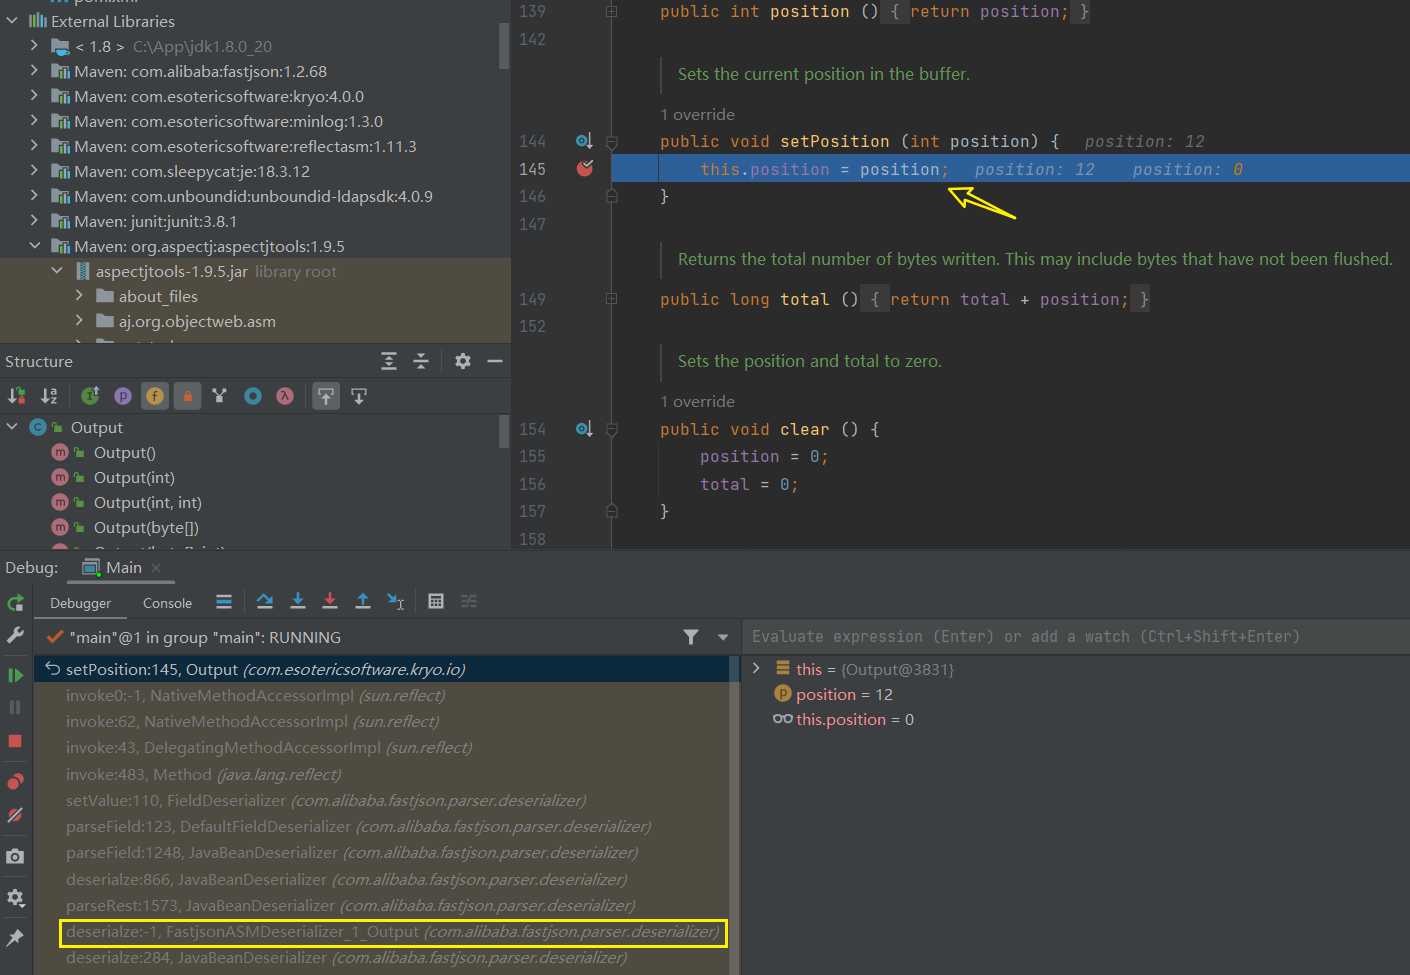 External Libraries
< 1.8 > C:\App\jdk1.8.0_20
Maven: com.alibaba:fastjson:1.2.68
Maven: com.esotericsoftware:kryo:4.0.0
Maven: com.esotericsoftware:minlog:1.3.0
Maven: com.esotericsoftware:reflectasm:1.11.3
Maven: com.sleepycat:je:18.3.12
Maven: com.unboundid:unboundid-ldapsdk:4.0.9
Maven: junit:junit:3.8.1
Maven: org.aspectj:aspectjtools:1.9.5
aspectjtools-1.9.5.jar library root
about_files
aj.org.objectweb.asm
Structure
Output
Output()
Output(int)
Output(int, int)
Output(byte[])
139 public int position () { return position; }
142
Sets the current position in the buffer.
1 override
144 public void setPosition (int position) { position: 12
145 this.position = position; position: 12 position: 0
146 }
147
Returns the total number of bytes written. This may include bytes that have not been flushed.
149 public long total () { return total + position; }
152
Sets the position and total to zero.
1 override
154 public void clear () {
155 position = 0;
156 total = 0;
157 }
158
Debug: Main
Debugger Console
"main"@1 in group "main": RUNNING
setPosition:145, Output (com.esotericsoftware.kryo.io)
invoke0:-1, NativeMethodAccessorImpl (sun.reflect)
invoke:62, NativeMethodAccessorImpl (sun.reflect)
invoke:43, DelegatingMethodAccessorImpl (sun.reflect)
invoke:483, Method (java.lang.reflect)
setValue:110, FieldDeserializer (com.alibaba.fastjson.parser.deserializer)
parseField:123, DefaultFieldDeserializer (com.alibaba.fastjson.parser.deserializer)
parseField:1248, JavaBeanDeserializer (com.alibaba.fastjson.parser.deserializer)
deserialze:866, JavaBeanDeserializer (com.alibaba.fastjson.parser.deserializer)
parseRest:1573, JavaBeanDeserializer (com.alibaba.fastjson.parser.deserializer)
deserialze:-1, FastjsonASMDeserializer_1_Output (com.alibaba.fastjson.parser.deserializer)
deserialze:284, JavaBeanDeserializer (com.alibaba.fastjson.parser.deserializer)
Evaluate expression (Enter) or add a watch (Ctrl+Shift+Enter)
this = {Output@3831}
position = 12
this.position = 0